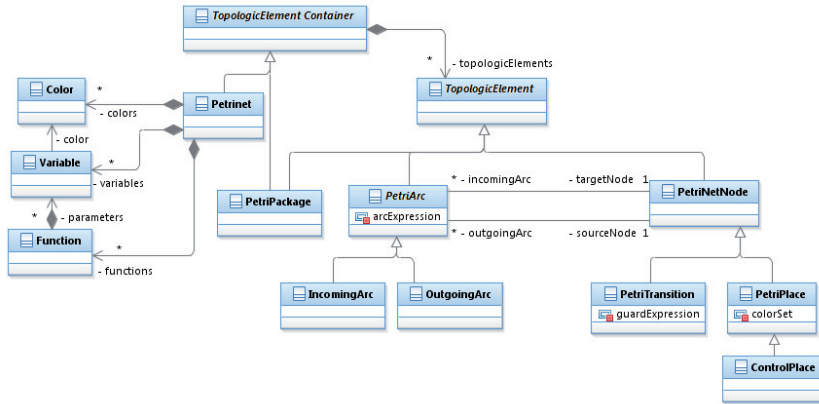 TopologicElement Container
* - topologicElements
Color
*
- colors
Petrinet
TopologicElement
- color
Variable
*
- variables
PetriPackage
PetriArc
arcExpression
* - incomingArc
- targetNode 1
PetriNetNode
* - parameters
* - outgoingArc
- sourceNode 1
Function
*
- functions
IncomingArc
OutgoingArc
PetriTransition
guardExpression
PetriPlace
colorSet
ControlPlace